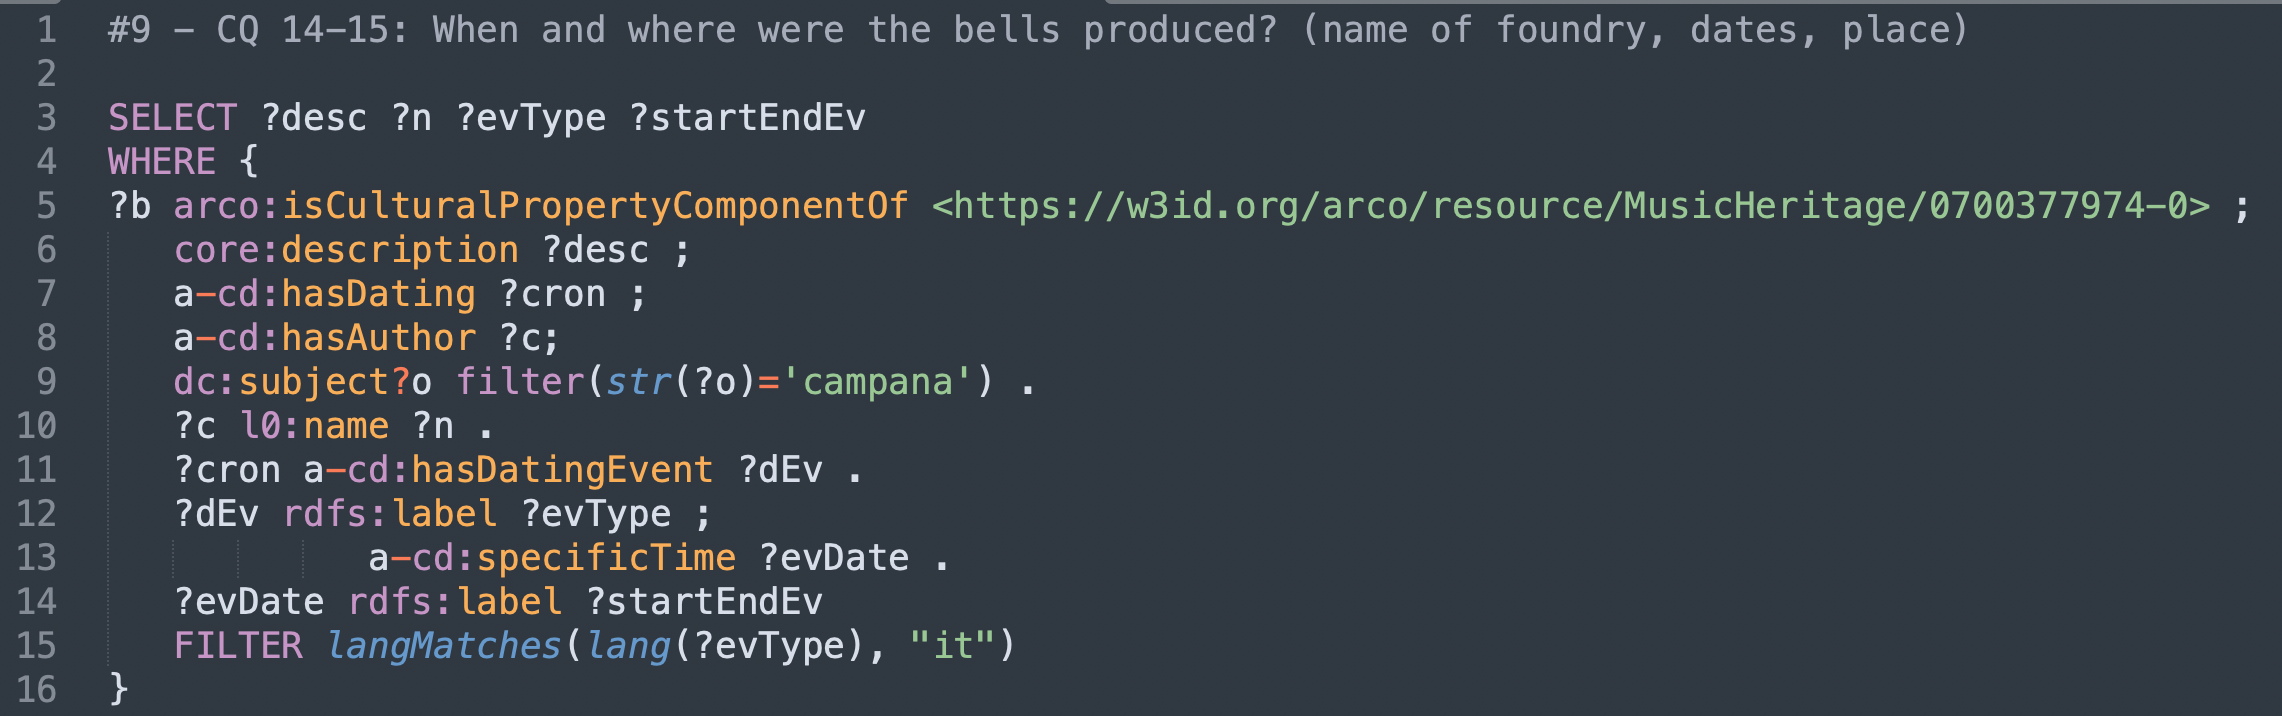 1 #9 - CQ 14-15: When and where were the bells produced? (name of foundry, dates, place)
2
3 SELECT ?desc ?n ?evType ?startEndEv
4 WHERE {
5 ?b arco:isCulturalPropertyComponentOf <https://w3id.org/arco/resource/MusicHeritage/0700377974-0> ;
6 core:description ?desc ;
7 a-cd:hasDating ?cron ;
8 a-cd:hasAuthor ?c;
9 dc:subject?o filter(str(?o)='campana') .
10 ?c l0:name ?n .
11 ?cron a-cd:hasDatingEvent ?dEv .
12 ?dEv rdfs:label ?evType ;
13 a-cd:specificTime ?evDate .
14 ?evDate rdfs:label ?startEndEv
15 FILTER langMatches(lang(?evType), "it")
16 }